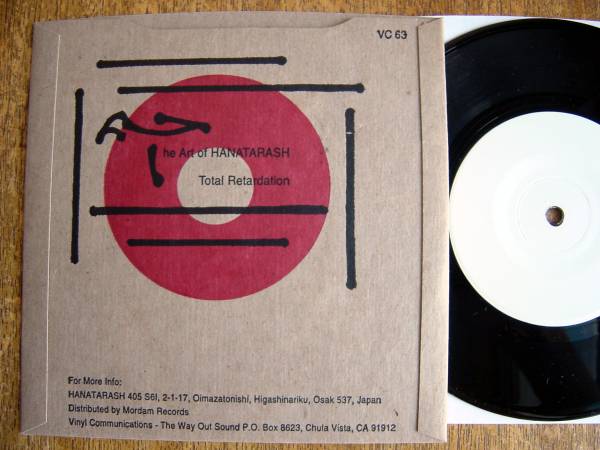 VC 63
he Art of HANATARASH
Total Retardation
For More Info:
HANATARASH 405 S6I, 2-1-17, Oimazatonishi, Higashinariku, Osak 537, Japan
Distributed by Mordam Records
Vinyl Communications - The Way Out Sound P.O. Box 8623, Chula Vista, CA 91912